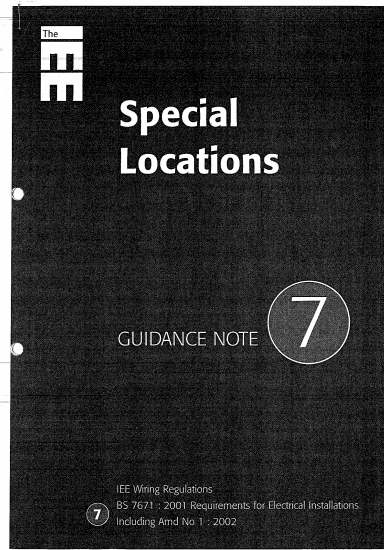 The
IEE
Special
Locations
GUIDANCE NOTE 7
IEE Wiring Regulations
BS 7671 : 2001 Requirements for Electrical Installations
7
Including Amd No 1 : 2002